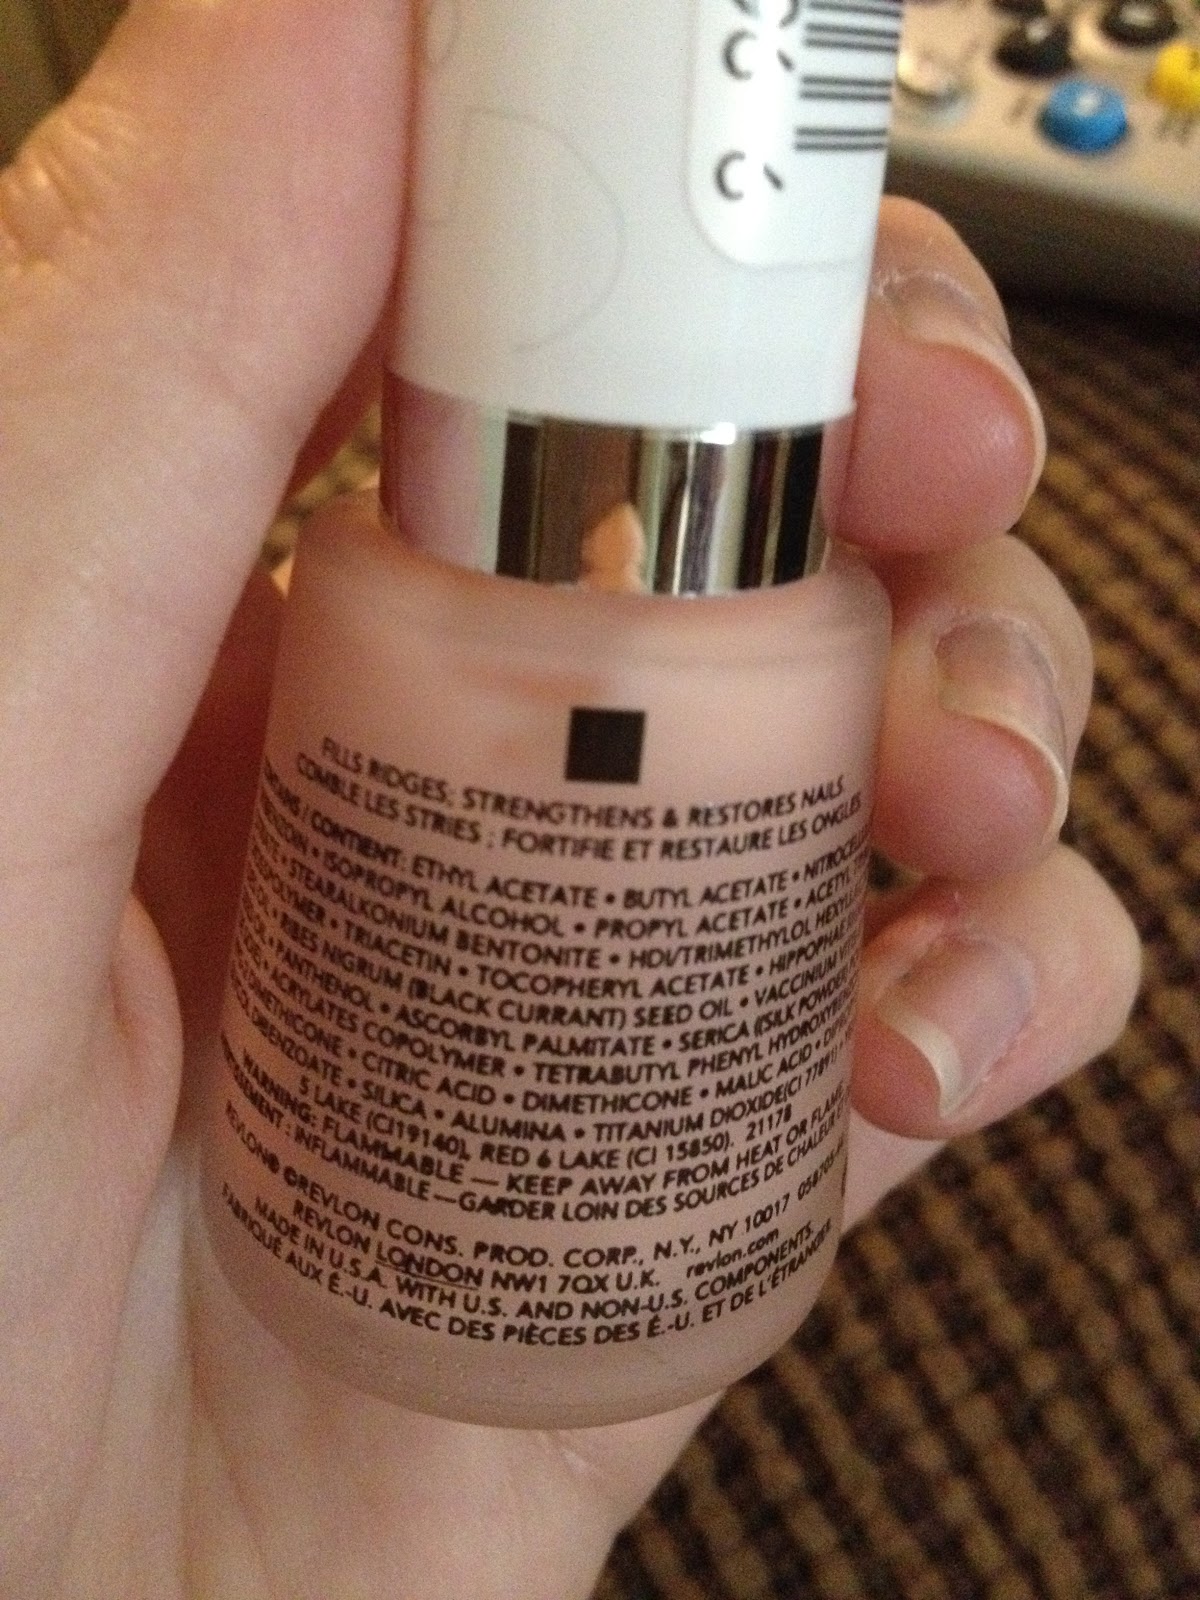 FILLS RIDGES; STRENGTHENS & RESTORES NAILS
COMBLE LES STRIES ; FORTIFIE ET RESTAURE LES ONGLES
/ CONTIENT: ETHYL ACETATE • BUTYL ACETATE •
• ISOPROPYL ALCOHOL • PROPYL ACETATE • ACETYL
• STEARALKONIUM BENTONITE • HDI/TRIMETHYLOL
• TRIACETIN • TOCOPHERYL ACETATE • HIPPOPHAE
• RIBES NIGRUM (BLACK CURRANT) SEED OIL • VACCINIUM
• PANTHENOL • ASCORBYL PALMITATE • SERICA ((SILK POWDER)
• ACRYLATES COPOLYMER • TETRABUTYL PHENYL
• CITRIC ACID • DIMETHICONE • MALIC ACID •
• SILICA • ALUMINA • TITANIUM DIOXIDE(CI 77891)
5 LAKE (CI19140), RED 6 LAKE (CI 15850). 21178
WARNING: FLAMMABLE — KEEP AWAY FROM HEAT OR FLAME
: INFLAMMABLE—GARDER LOIN DES SOURCES DE CHALEUR
REVLON® ©REVLON CONS. PROD. CORP., N.Y., NY 10017
REVLON LONDON NW1 7QX U.K. revlon.com
MADE IN U.S.A. WITH U.S. AND NON-U.S. COMPONENTS.
FABRIQUÉ AUX É.-U. AVEC DES PIÈCES DES É.-U. ET DE L'ÉTRANGER